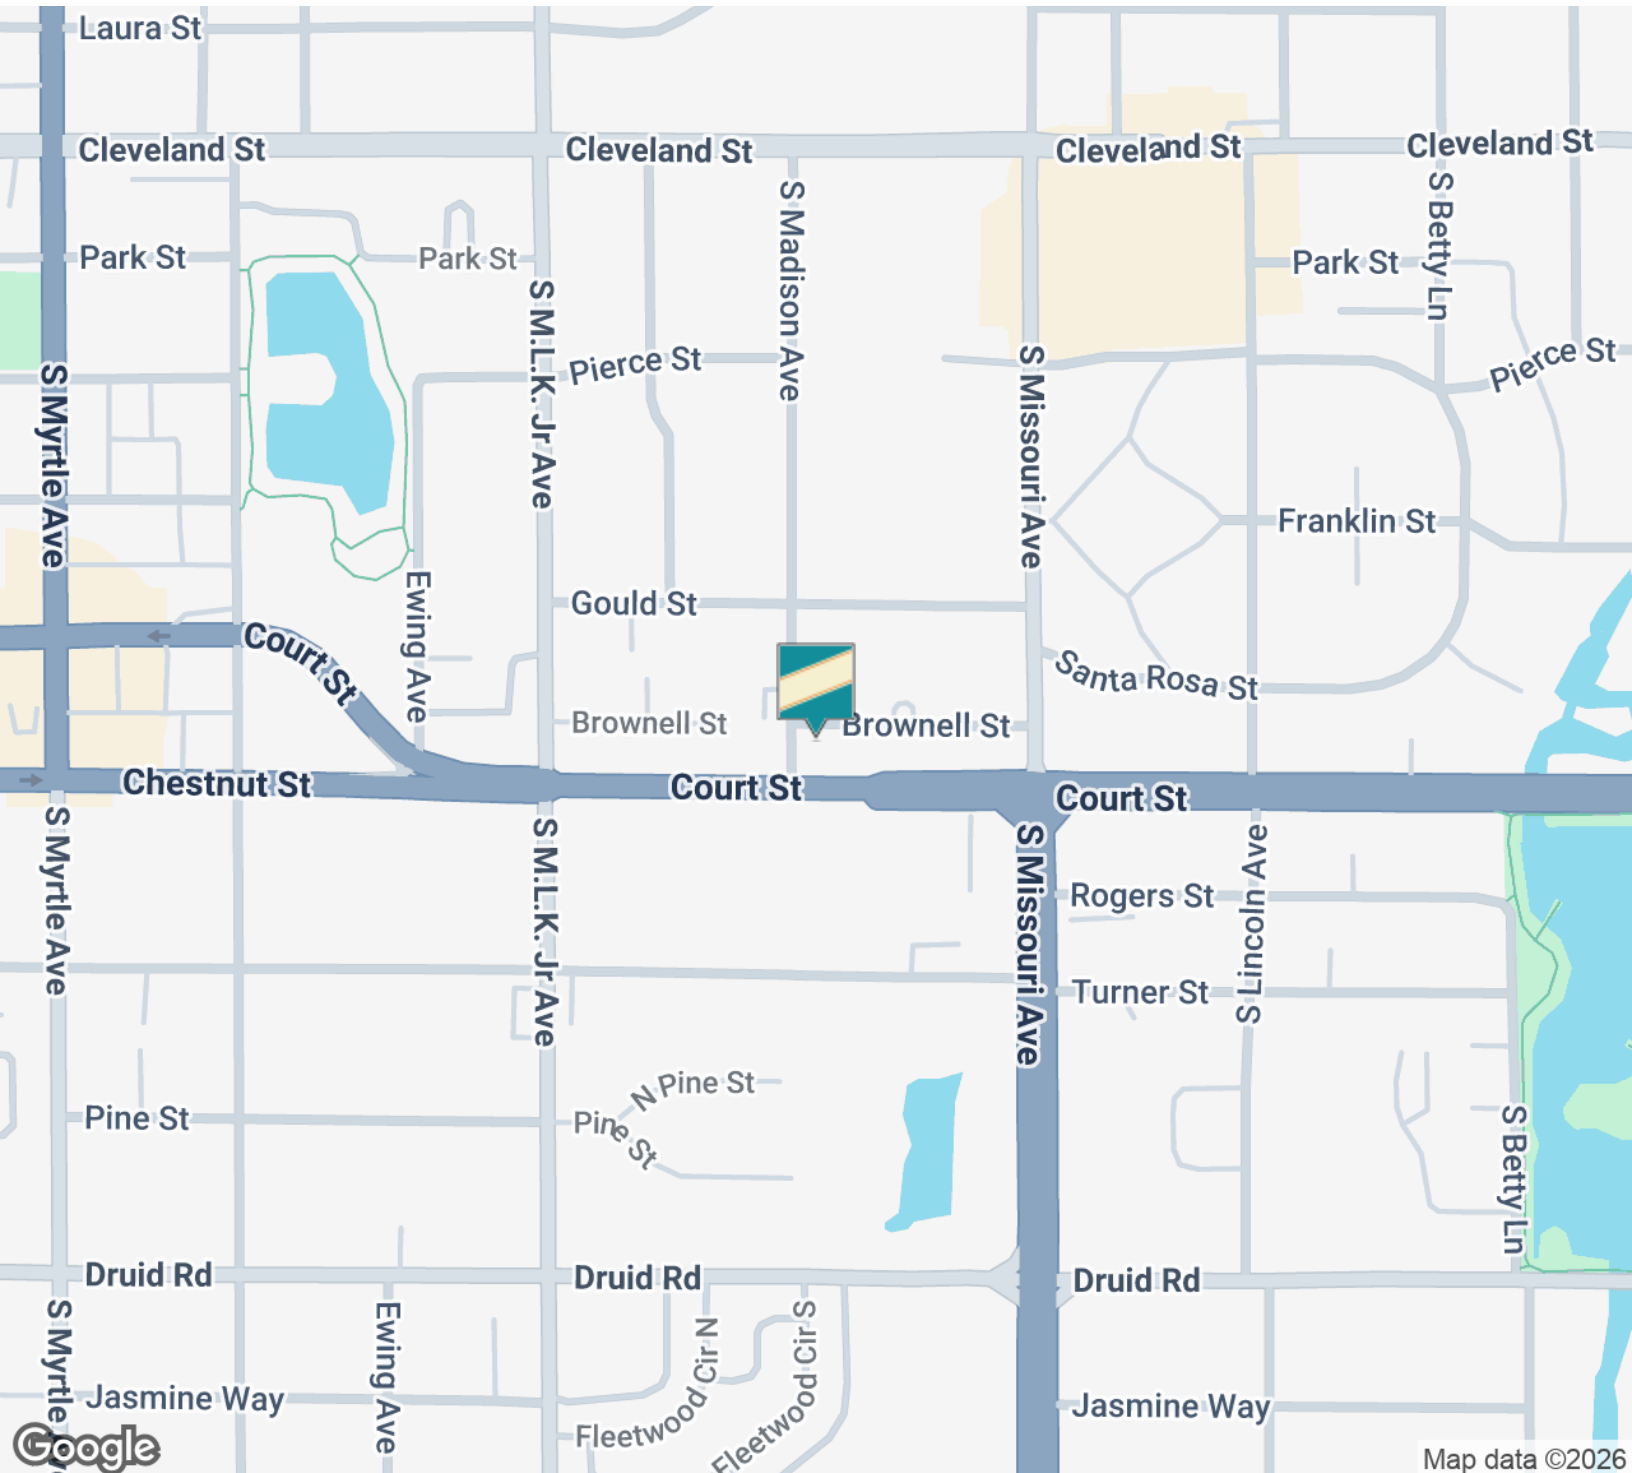 Laura St
Cleveland St
Cleveland St
Cleveland St
Cleveland St
S Madison Ave
S Betty Ln
Park St
Park St
Park St
S M.L.K. Jr Ave
S Myrtle Ave
Pierce St
S Missouri Ave
Pierce St
Franklin St
Ewing Ave
Gould St
Court St
Santa Rosa St
Brownell St
Brownell St
Chestnut St
Court St
Court St
S Myrtle Ave
S M.L.K. Jr Ave
S Missouri Ave
S Lincoln Ave
Rogers St
Turner St
N Pine St
Pine St
Pine St
S Betty Ln
Druid Rd
Druid Rd
Druid Rd
S Myrtle Av
Ewing Ave
Fleetwood Cir N
Fleetwood Cir S
Jasmine Way
Jasmine Way
Google
Map data ©2026